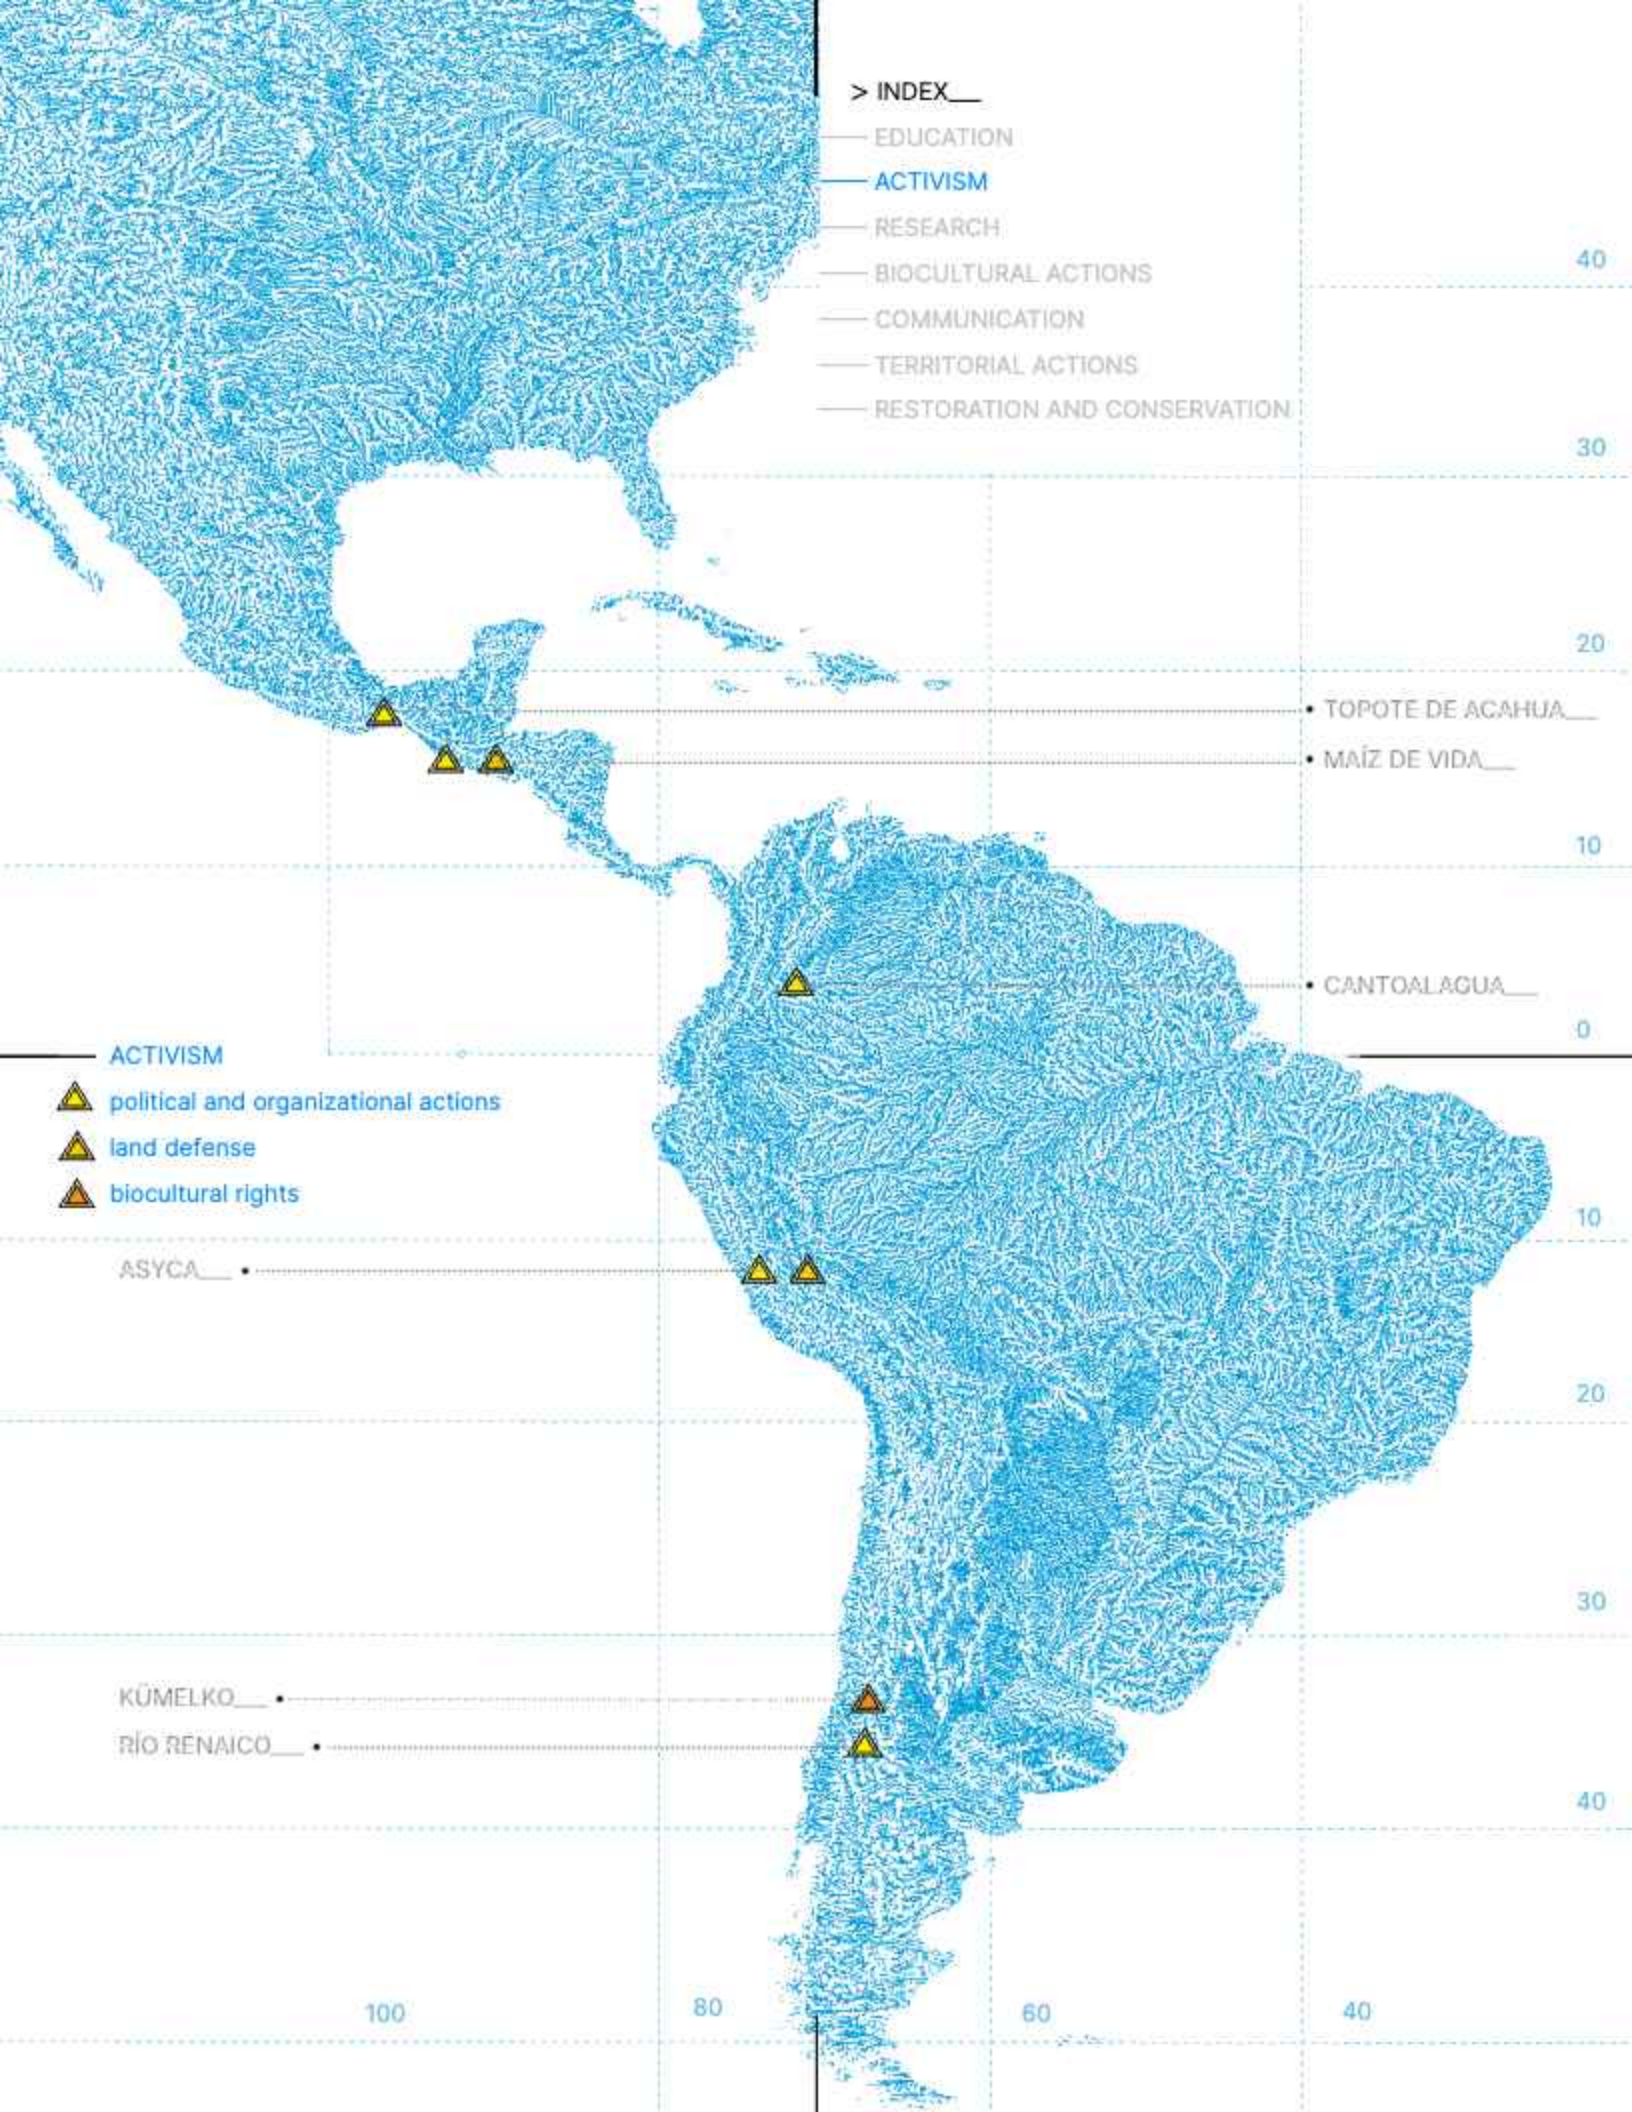 > INDEX__
EDUCATION
ACTIVISM
RESEARCH
BIOCULTURAL ACTIONS
COMMUNICATION
TERRITORIAL ACTIONS
RESTORATION AND CONSERVATION
40
30
20
TOPOTE DE ACAHUA__
MAÍZ DE VIDA__
10
CANTOALAGUA__
0
ACTIVISM
political and organizational actions
land defense
biocultural rights
10
ASYCA__
20
30
KÜMELKO__
RÍO RENAICO__
40
100 80 60 40